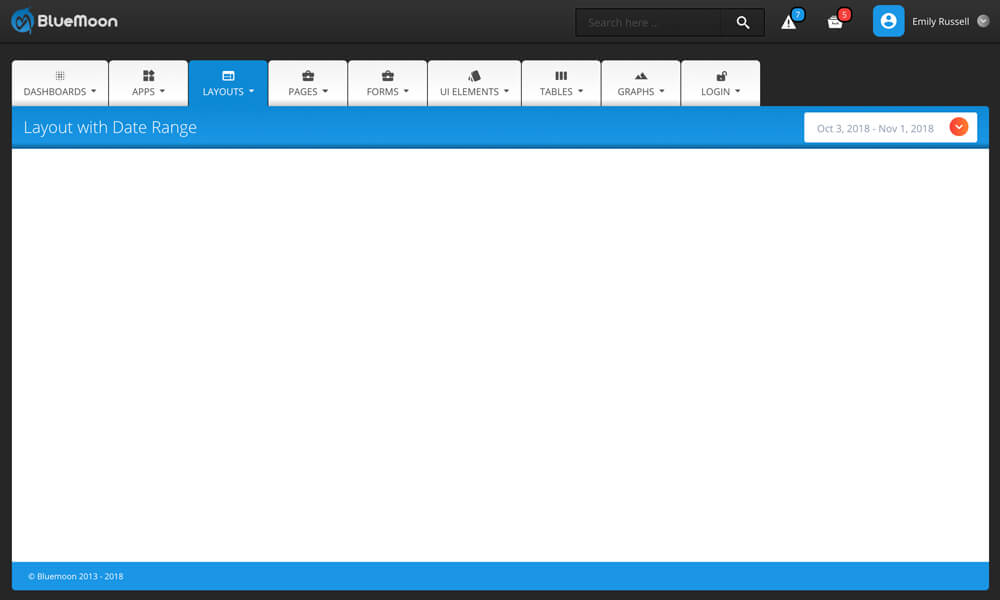 BlueMoon
Search here ..
7
5
Emily Russell
DASHBOARDS
APPS
LAYOUTS
PAGES
FORMS
UI ELEMENTS
TABLES
GRAPHS
LOGIN
Layout with Date Range
Oct 3, 2018 - Nov 1, 2018
© Bluemoon 2013 - 2018